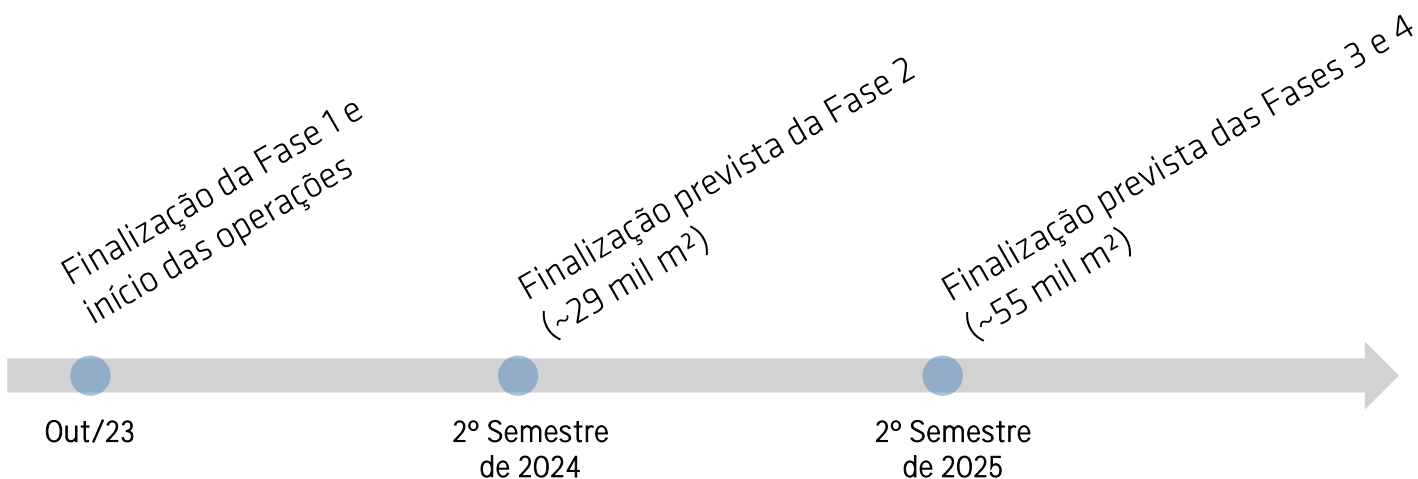 Finalização da Fase 1 e
início das operações
Finalização prevista da Fase 2
(~29 mil m²)
Finalização prevista das Fases 3 e 4
(~55 mil m²)
Out/23
2º Semestre
de 2024
2º Semestre
de 2025